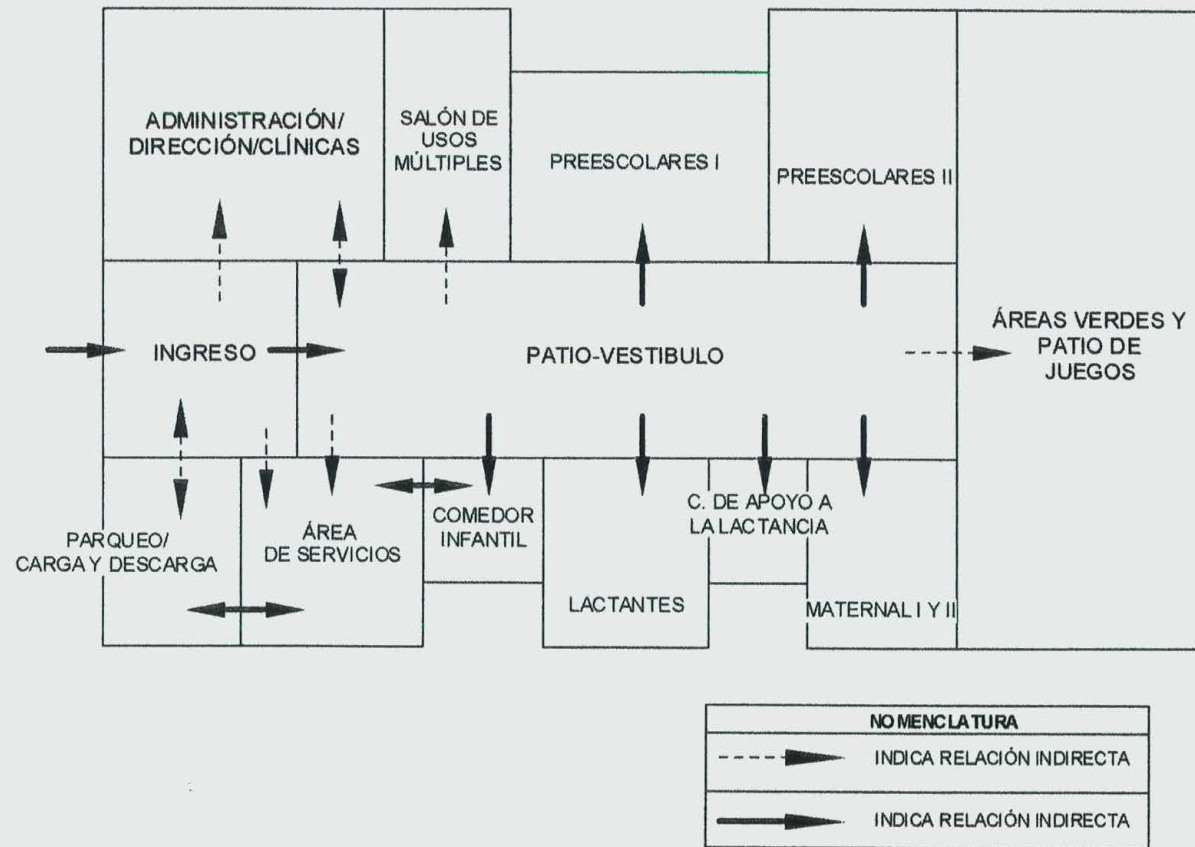 ADMINISTRACIÓN/
DIRECCIÓN/CLÍNICAS
SALÓN DE
USOS
MÚLTIPLES
PREESCOLARES I
PREESCOLARES II
INGRESO
PATIO-VESTIBULO
ÁREAS VERDES Y
PATIO DE
JUEGOS
PARQUEO/
CARGA Y DESCARGA
ÁREA
DE SERVICIOS
COMEDOR
INFANTIL
LACTANTES
C. DE APOYO A
LA LACTANCIA
MATERNAL I Y II
NOMENCLATURA
INDICA RELACIÓN INDIRECTA
INDICA RELACIÓN INDIRECTA